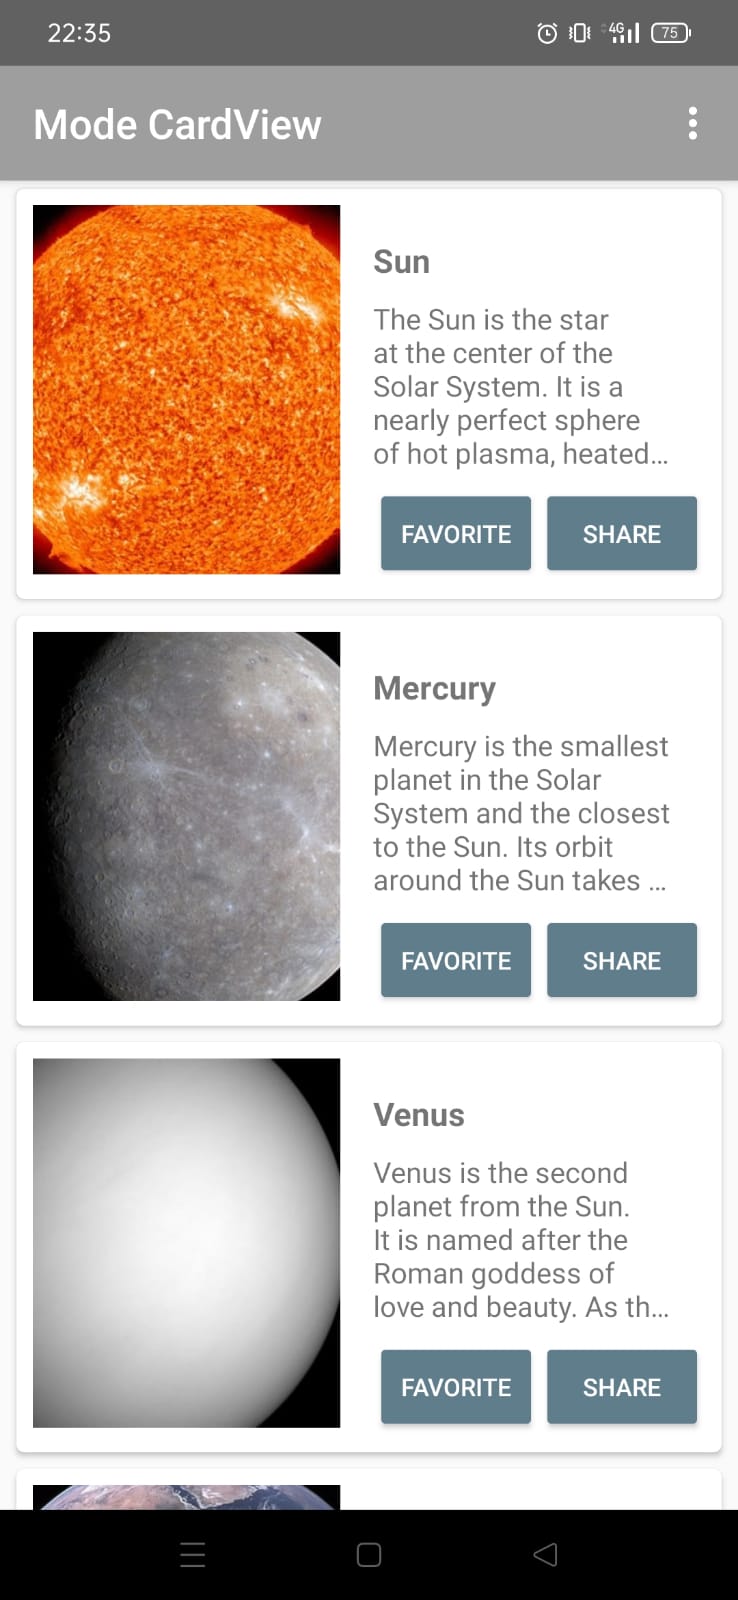 22:35
4G
75
Mode CardView
Sun
The Sun is the star
at the center of the
Solar System. It is a
nearly perfect sphere
of hot plasma, heated...
FAVORITE SHARE
Mercury
Mercury is the smallest
planet in the Solar
System and the closest
to the Sun. Its orbit
around the Sun takes ...
FAVORITE SHARE
Venus
Venus is the second
planet from the Sun.
It is named after the
Roman goddess of
love and beauty. As th...
FAVORITE SHARE